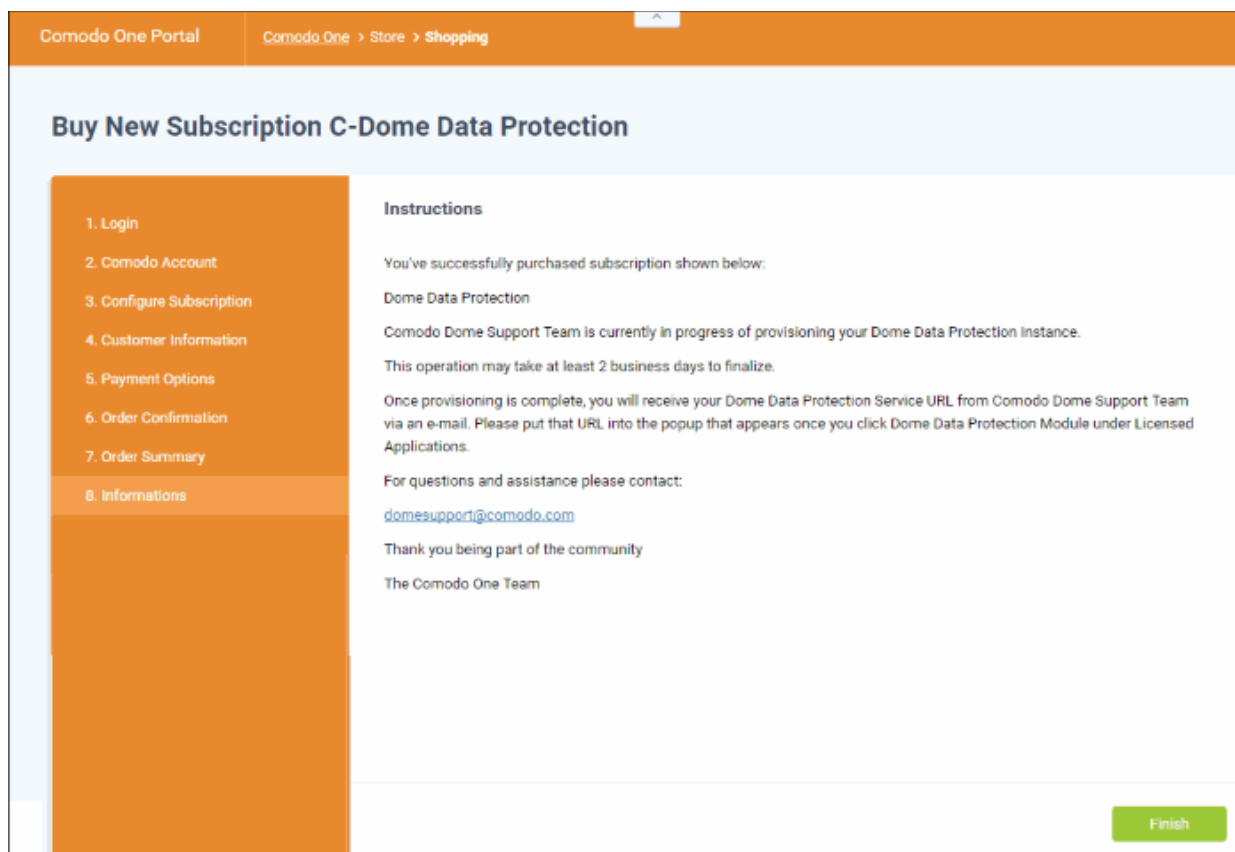 Comodo One Portal
Comodo One > Store > Shopping
Buy New Subscription C-Dome Data Protection
1. Login
2. Comodo Account
3. Configure Subscription
4. Customer Information
5. Payment Options
6. Order Confirmation
7. Order Summary
8. Informations
Instructions
You've successfully purchased subscription shown below:
Dome Data Protection
Comodo Dome Support Team is currently in progress of provisioning your Dome Data Protection Instance.
This operation may take at least 2 business days to finalize.
Once provisioning is complete, you will receive your Dome Data Protection Service URL from Comodo Dome Support Team
via an e-mail. Please put that URL into the popup that appears once you click Dome Data Protection Module under Licensed
Applications.
For questions and assistance please contact:
domesupport@comodo.com
Thank you being part of the community
The Comodo One Team
Finish